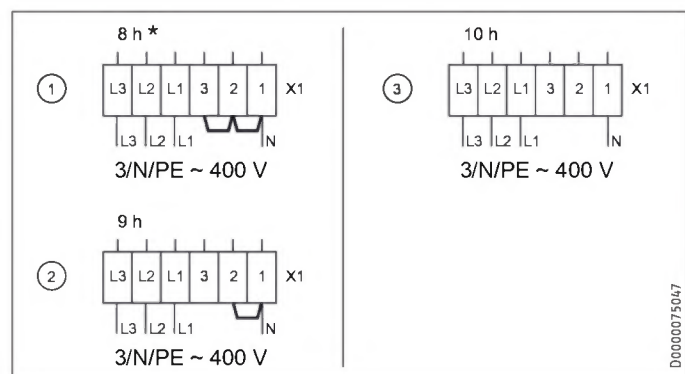 8 h *
1
L3 L2 L1 3 2 1 X1
L3 L2 L1 N
3/N/PE ~ 400 V
9 h
2
L3 L2 L1 3 2 1 X1
L3 L2 L1 N
3/N/PE ~ 400 V
10 h
3
L3 L2 L1 3 2 1 X1
L3 L2 L1 N
3/N/PE ~ 400 V
D0000075047